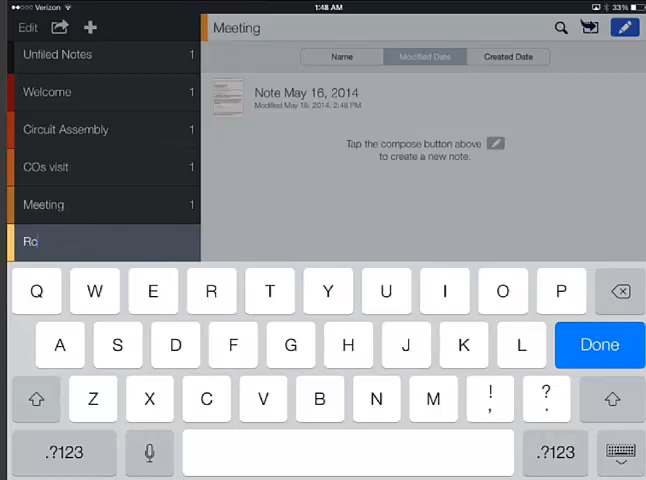 Verizon 1:48 AM 33%
Edit Meeting
Unfiled Notes 1
Welcome 1
Circuit Assembly 1
COs visit 1
Meeting 1
Rc
Name Modified Date Created Date
Note May 16, 2014
Modified May 18, 2014, 2:48 PM
Tap the compose button above
to create a new note.
Q W E R T Y U I O P
A S D F G H J K L Done
Z X C V B N M ! , ? .
.?123 .?123